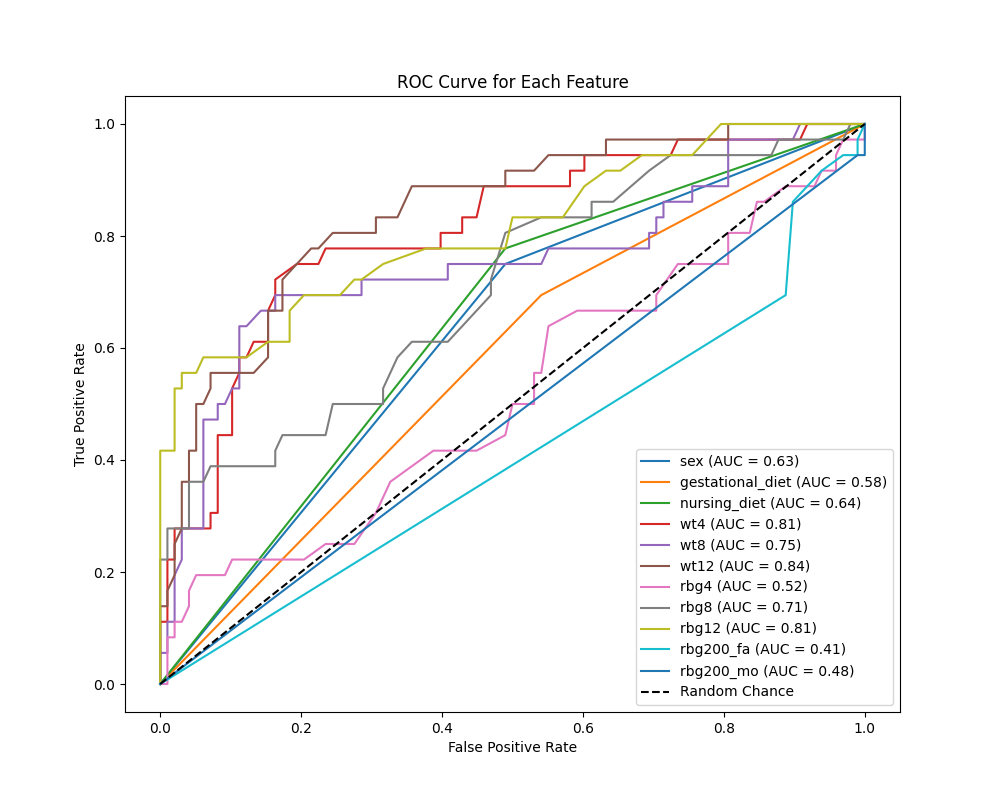 ROC Curve for Each Feature
True Positive Rate
1.0
0.8
0.6
0.4
0.2
0.0
sex (AUC = 0.63)
gestational_diet (AUC = 0.58)
nursing_diet (AUC = 0.64)
wt4 (AUC = 0.81)
wt8 (AUC = 0.75)
wt12 (AUC = 0.84)
rbg4 (AUC = 0.52)
rbg8 (AUC = 0.71)
rbg12 (AUC = 0.81)
rbg200_fa (AUC = 0.41)
rbg200_mo (AUC = 0.48)
Random Chance
0.0 0.2 0.4 0.6 0.8 1.0
False Positive Rate